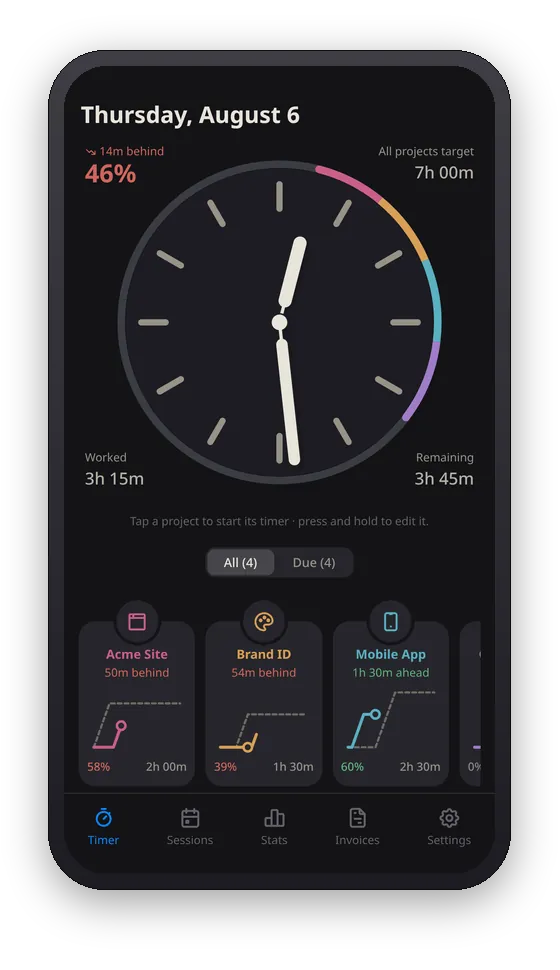 Thursday, August 6
14m behind
46%
All projects target
7h 00m
Worked
3h 15m
Remaining
3h 45m
Tap a project to start its timer · press and hold to edit it.
All (4)
Due (4)
Acme Site
50m behind
58%
2h 00m
Brand ID
54m behind
39%
1h 30m
Mobile App
1h 30m ahead
60%
2h 30m
0%
Timer
Sessions
Stats
Invoices
Settings